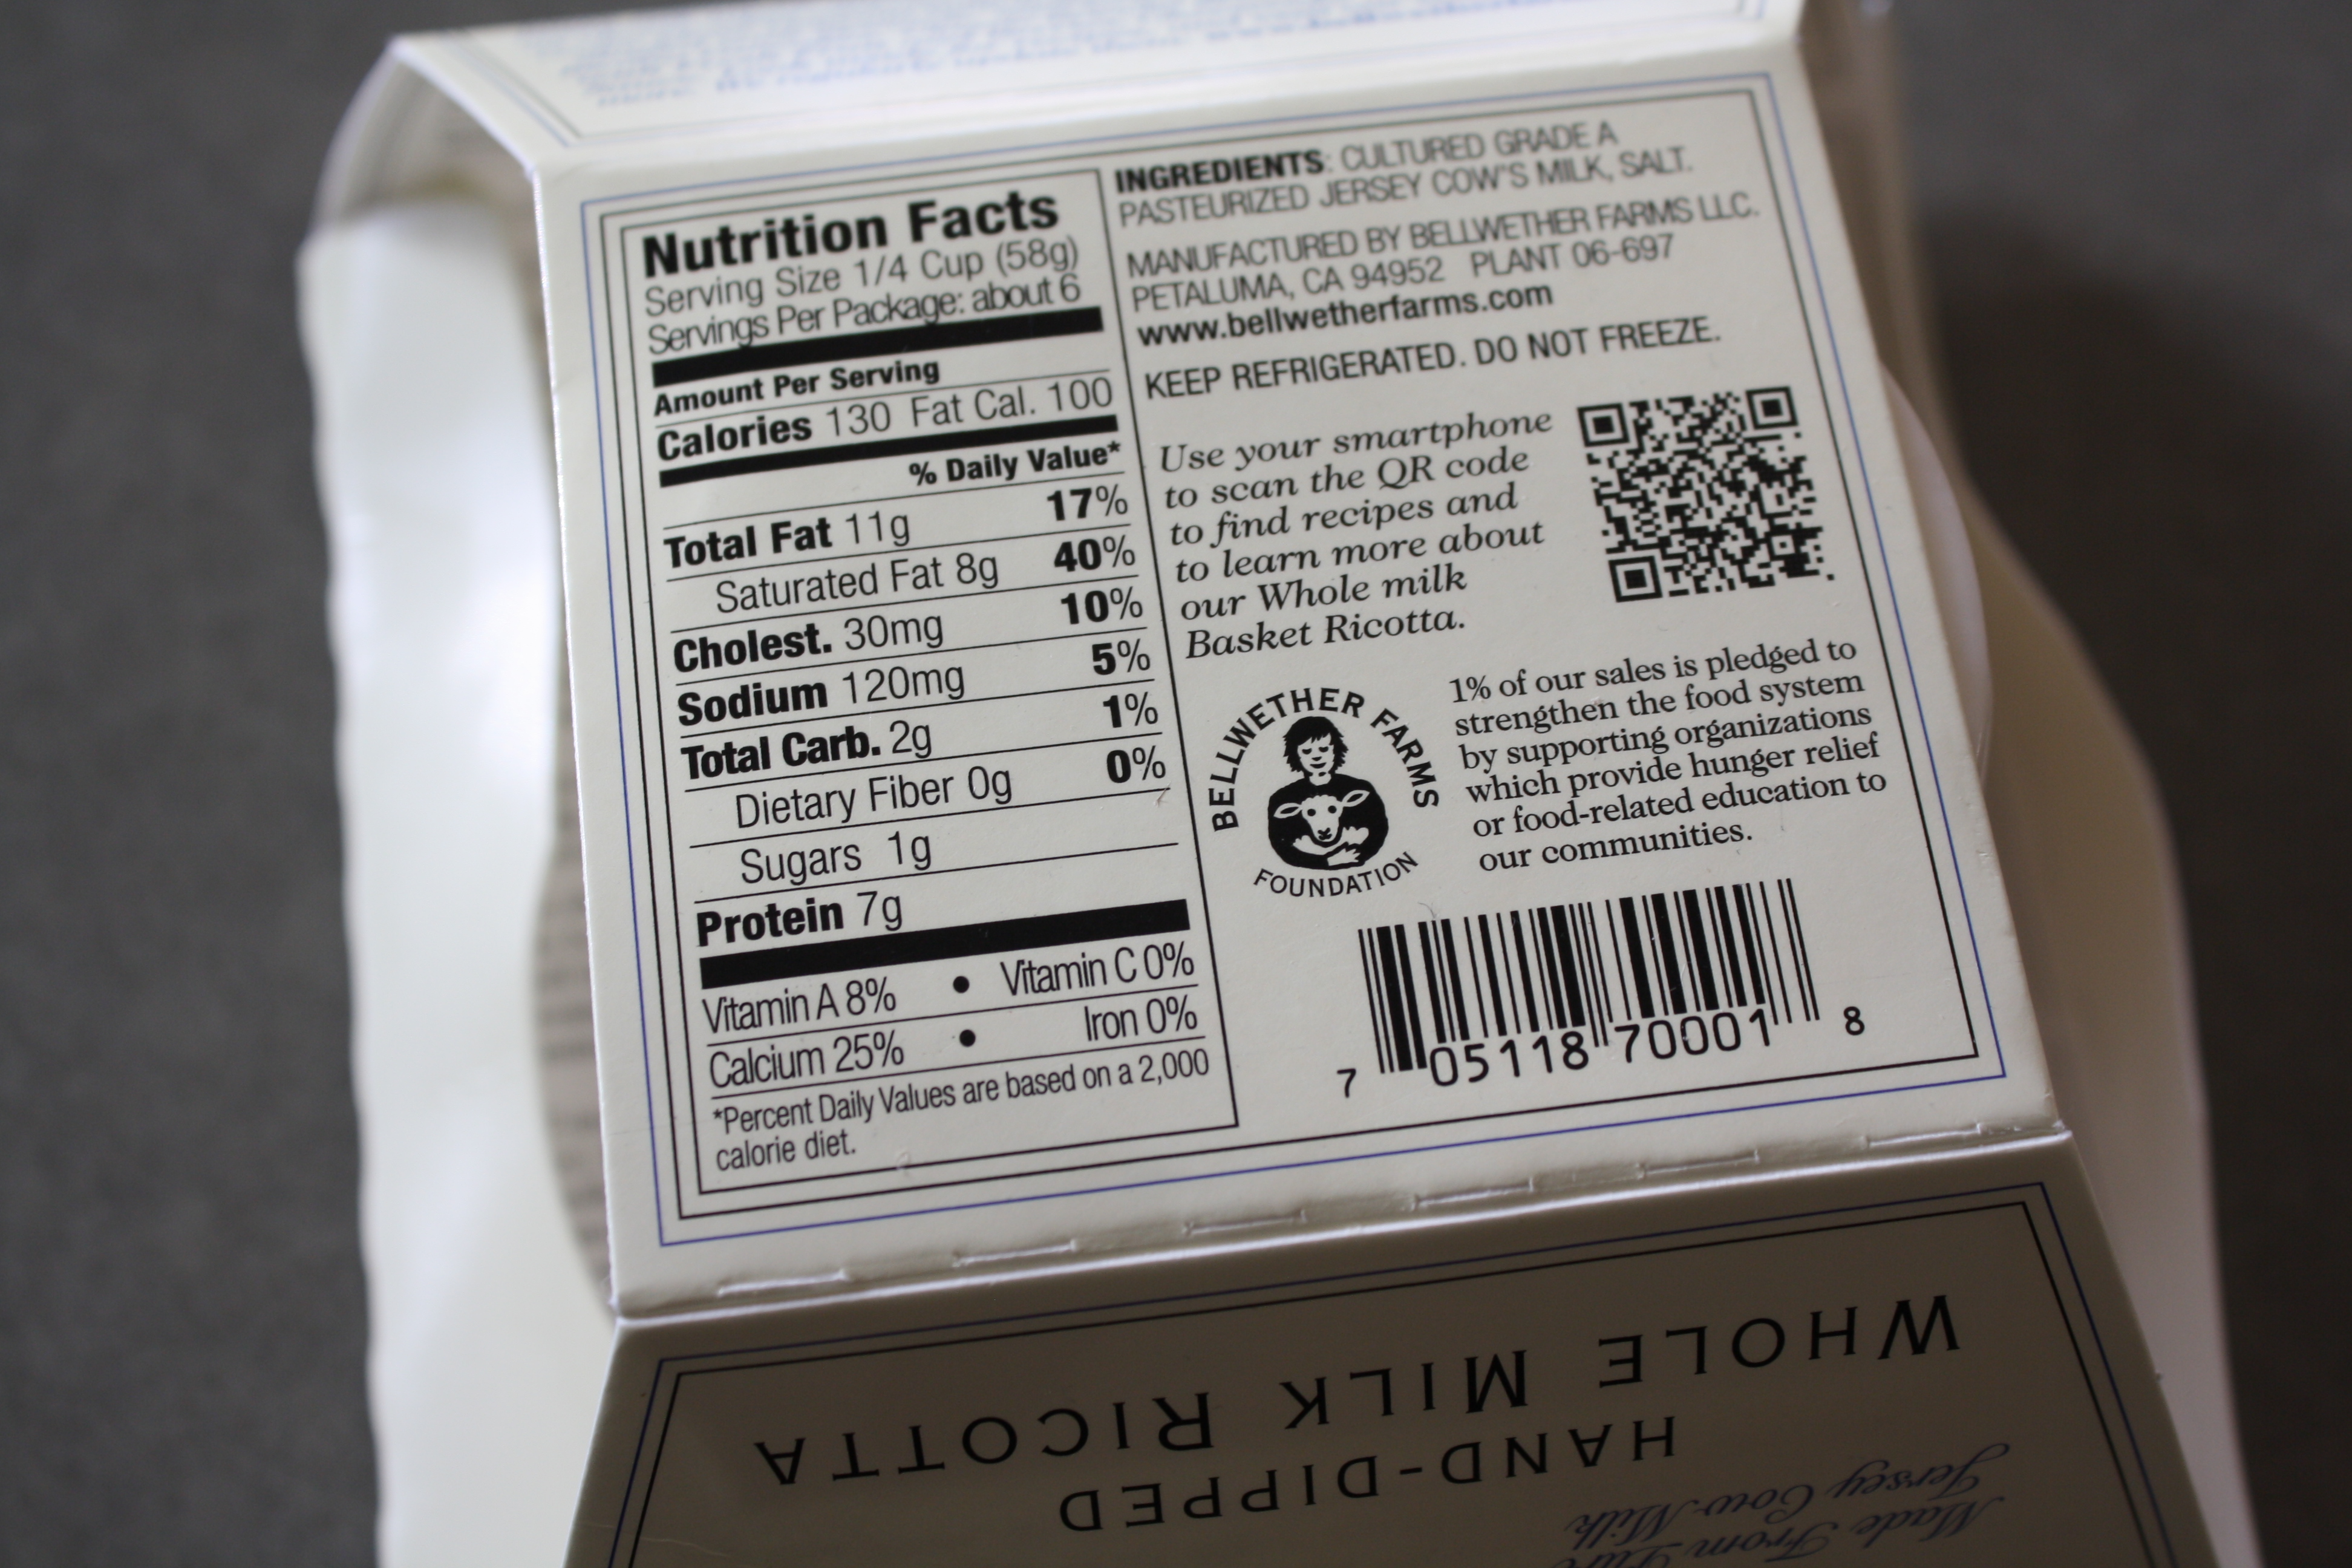 Nutrition Facts
Serving Size 1/4 Cup (58g)
Servings Per Package: about 6
Amount Per Serving
Calories 130 Fat Cal. 100
% Daily Value*
Total Fat 11g 17%
Saturated Fat 8g 40%
Cholest. 30mg 10%
Sodium 120mg 5%
Total Carb. 2g 1%
Dietary Fiber 0g 0%
Sugars 1g
Protein 7g
Vitamin A 8% • Vitamin C 0%
Calcium 25% • Iron 0%
*Percent Daily Values are based on a 2,000
calorie diet.
INGREDIENTS: CULTURED GRADE A
PASTEURIZED JERSEY COW'S MILK, SALT.
MANUFACTURED BY BELLWETHER FARMS LLC.
PETALUMA, CA 94952 PLANT 06-697
www.bellwetherfarms.com
KEEP REFRIGERATED. DO NOT FREEZE.
Use your smartphone
to scan the QR code
to find recipes and
to learn more about
our Whole milk
Basket Ricotta.
BELLWETHER FARMS
FOUNDATION
1% of our sales is pledged to
strengthen the food system
by supporting organizations
which provide hunger relief
or food-related education to
our communities.
7 05118 70001 8
Made From Pure
Jersey Cow Milk
HAND-DIPPED
WHOLE MILK RICOTTA